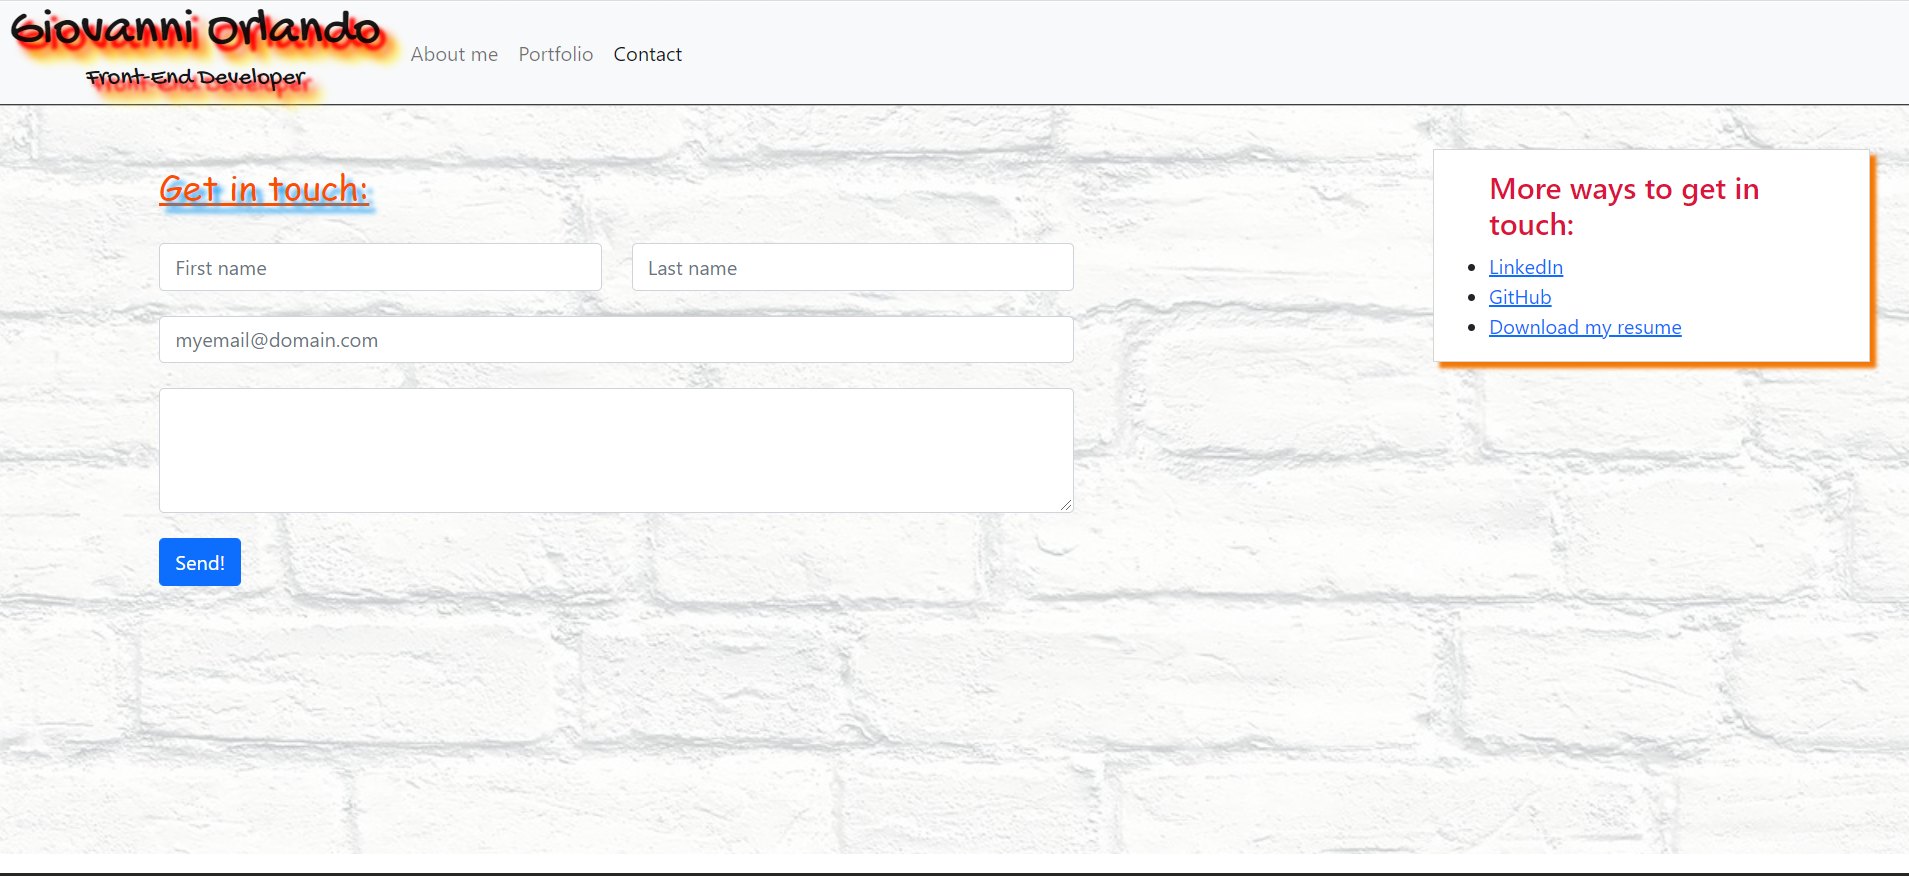 Giovanni Orlando
Front-End Developer
About me Portfolio Contact
Get in touch:
First name
Last name
myemail@domain.com
Send!
More ways to get in
touch:
LinkedIn
GitHub
Download my resume